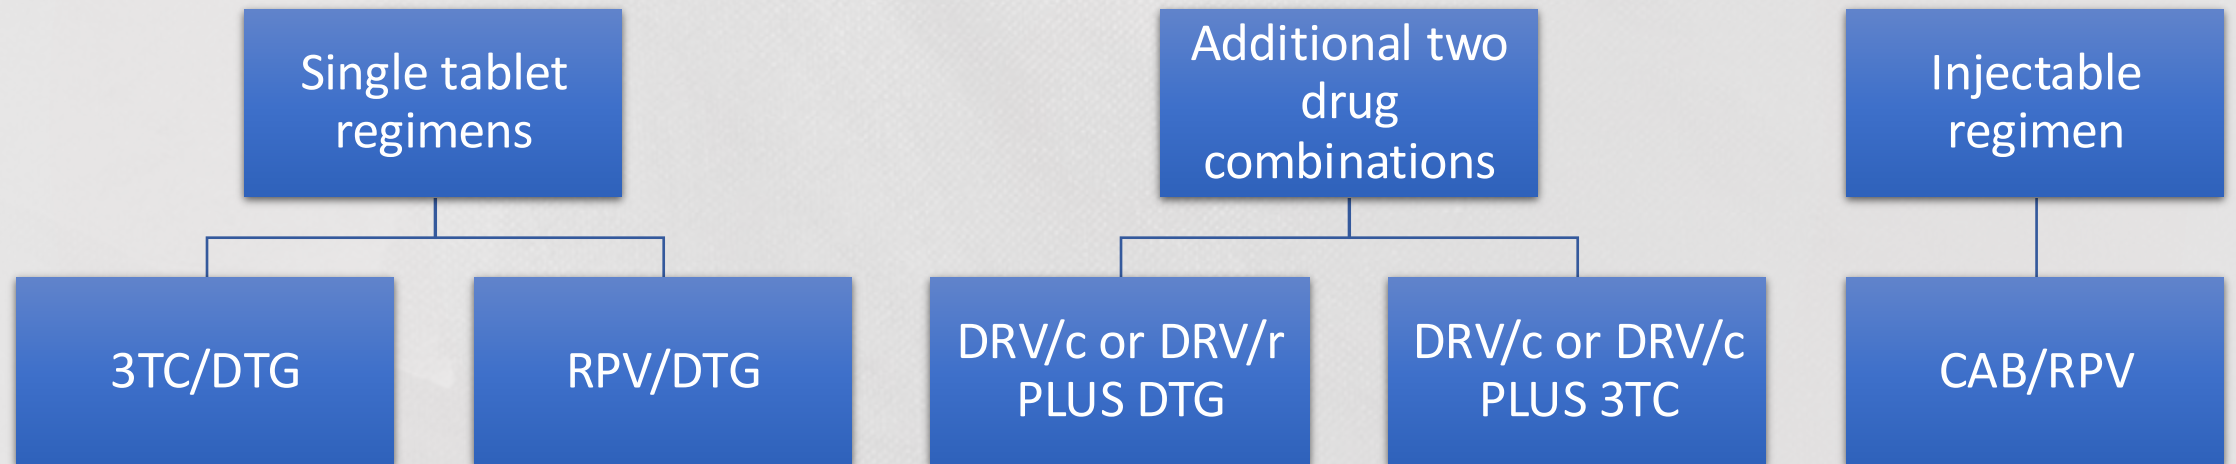 Single tablet
regimens
3TC/DTG
RPV/DTG
Additional two
drug
combinations
DRV/c or DRV/r
PLUS DTG
DRV/c or DRV/c
PLUS 3TC
Injectable
regimen
CAB/RPV